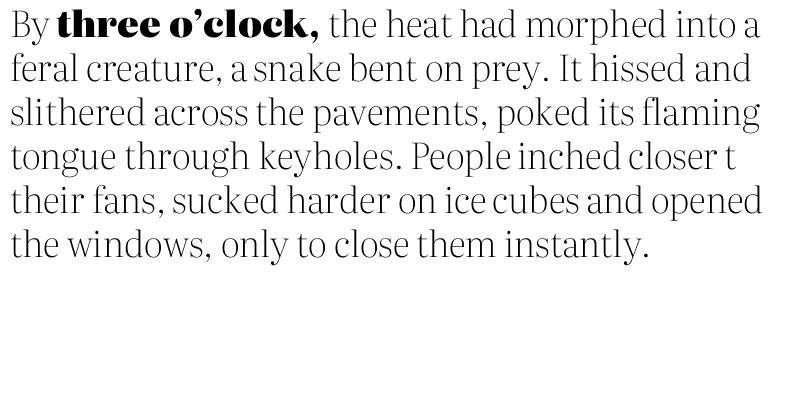 By three o’clock, the heat had morphed into a
feral creature, a snake bent on prey. It hissed and
slithered across the pavements, poked its flaming
tongue through keyholes. People inched closer t
their fans, sucked harder on ice cubes and opened
the windows, only to close them instantly.